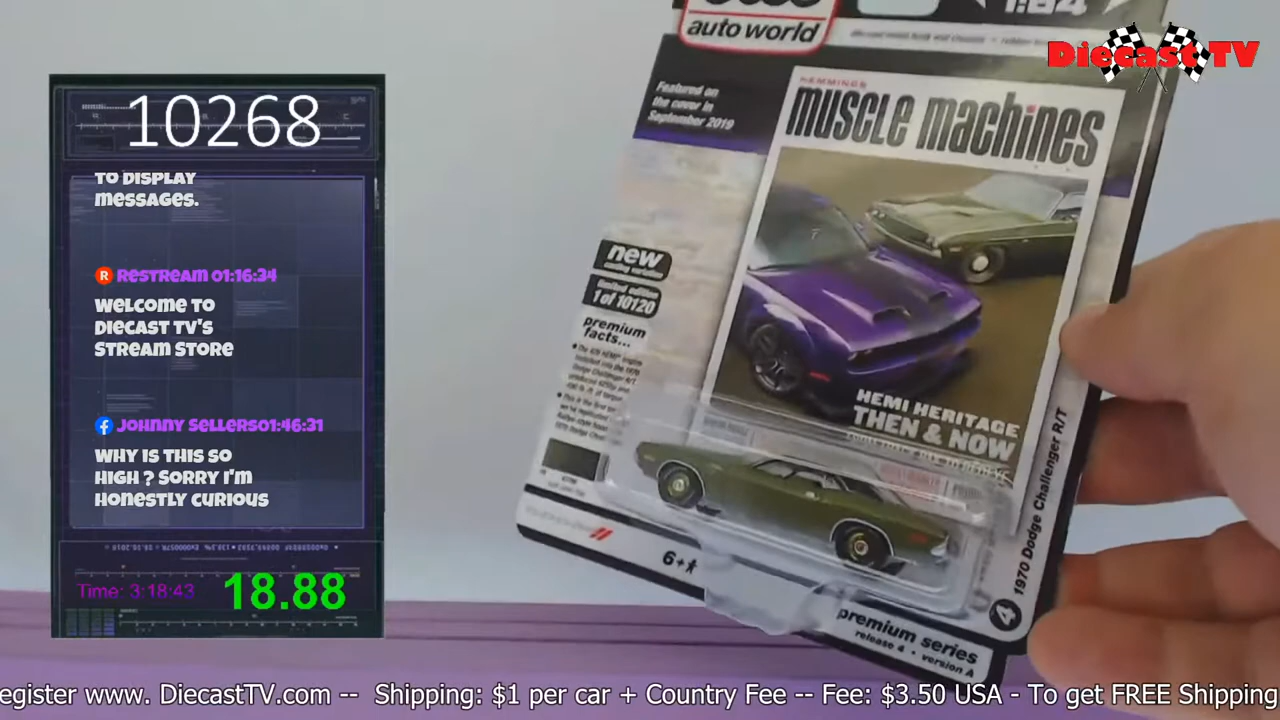 10268
TO DISPLAY
MESSAGES.
R RESTREAM 01:16:34
WELCOME TO
DIECAST TV'S
STREAM STORE
f JOHNNY SELLERS01:46:31
WHY IS THIS SO
HIGH ? SORRY I'M
HONESTLY CURIOUS
Time: 3:18:43
18.88
auto world
1:64
Diecast TV
Featured on
the cover in
September 2019
HEMMINGS
muscle machines
new
limited edition
1 of 10120
premium
facts...
HEMI HERITAGE
THEN & NOW
6+
4 1970 Dodge Challenger R/T
premium series
release 4 • version A
egister www. DiecastTV.com -- Shipping: $1 per car + Country Fee -- Fee: $3.50 USA - To get FREE Shipping